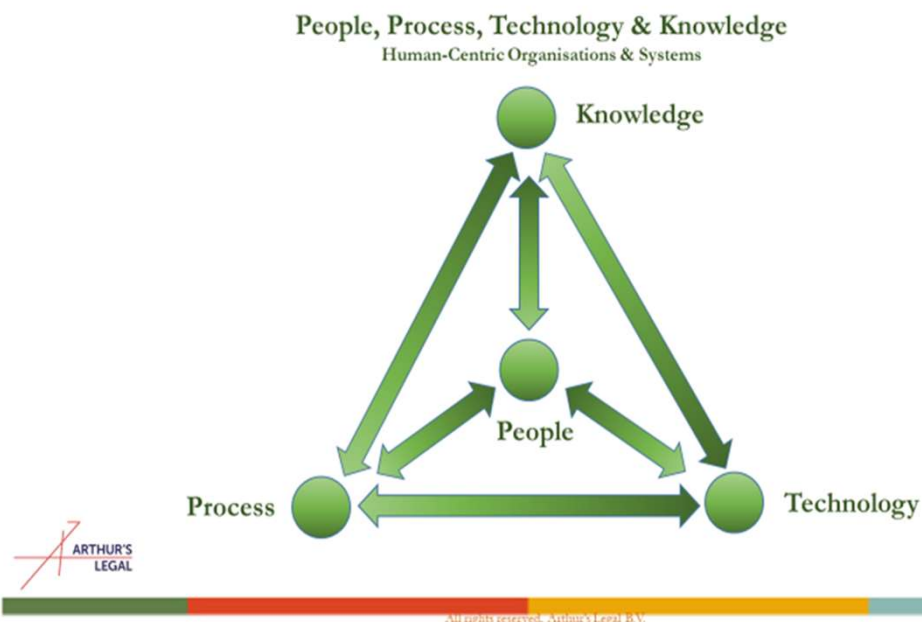 People, Process, Technology & Knowledge
Human-Centric Organisations & Systems
Knowledge
People
Process
Technology
ARTHUR'S
LEGAL
All rights reserved, Arthur's Legal B.V.